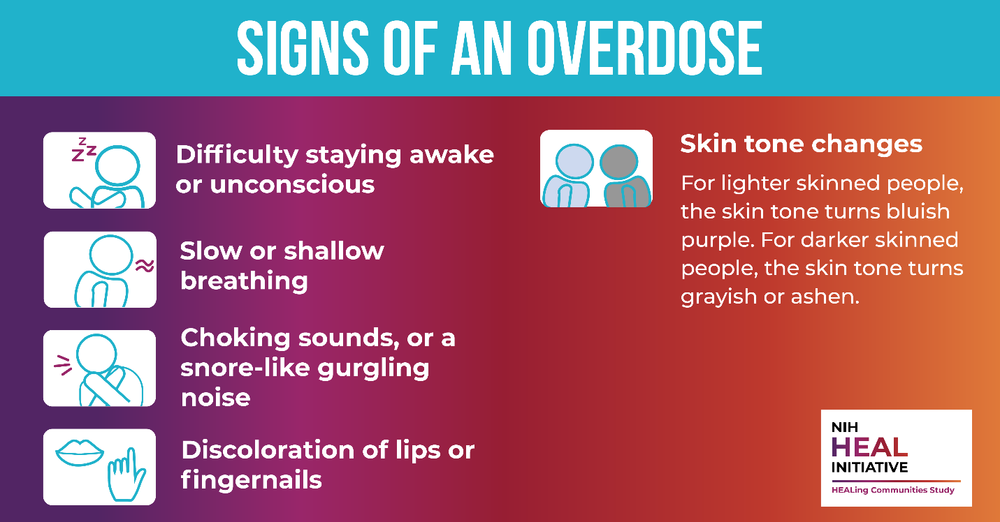 SIGNS OF AN OVERDOSE
z
z
z
Difficulty staying awake
or unconscious
Slow or shallow
breathing
Choking sounds, or a
snore-like gurgling
noise
Discoloration of lips or
fingernails
Skin tone changes
For lighter skinned people,
the skin tone turns bluish
purple. For darker skinned
people, the skin tone turns
grayish or ashen.
NIH
HEAL
INITIATIVE
HEALing Communities Study